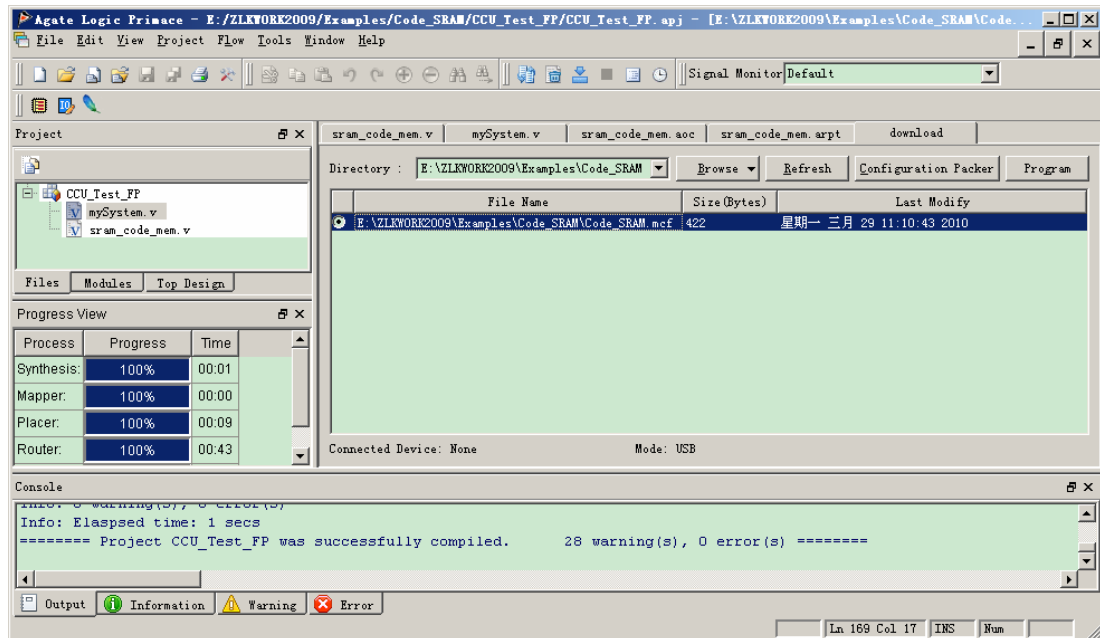 Agate Logic Primace - E:/ZLKWORK2009/Examples/Code_SRAM/CCU_Test_FP/CCU_Test_FP.apj - [E:\ZLKWORK2009\Examples\Code_SRAM\Code...
File Edit View Project Flow Tools Window Help
Signal Monitor Default
Project
sram_code_mem.v mySystem.v sram_code_mem.aoc sram_code_mem.arpt download
Directory : E:\ZLKWORK2009\Examples\Code_SRAM Browse Refresh Configuration Packer Program
CCU_Test_FP
mySystem.v
sram_code_mem.v
File Name Size(Bytes) Last Modify
E:\ZLKWORK2009\Examples\Code_SRAM\Code_SRAM.mcf 422 星期一 三月 29 11:10:43 2010
Files Modules Top Design
Progress View
Process Progress Time
Synthesis: 100% 00:01
Mapper: 100% 00:00
Placer: 100% 00:09
Router: 100% 00:43
Connected Device: None Mode: USB
Console
Info: 0 warning(s), 0 error(s)
Info: Elaspsed time: 1 secs
======== Project CCU_Test_FP was successfully compiled. 28 warning(s), 0 error(s) ========
Output Information Warning Error
Ln 169 Col 17 INS Num